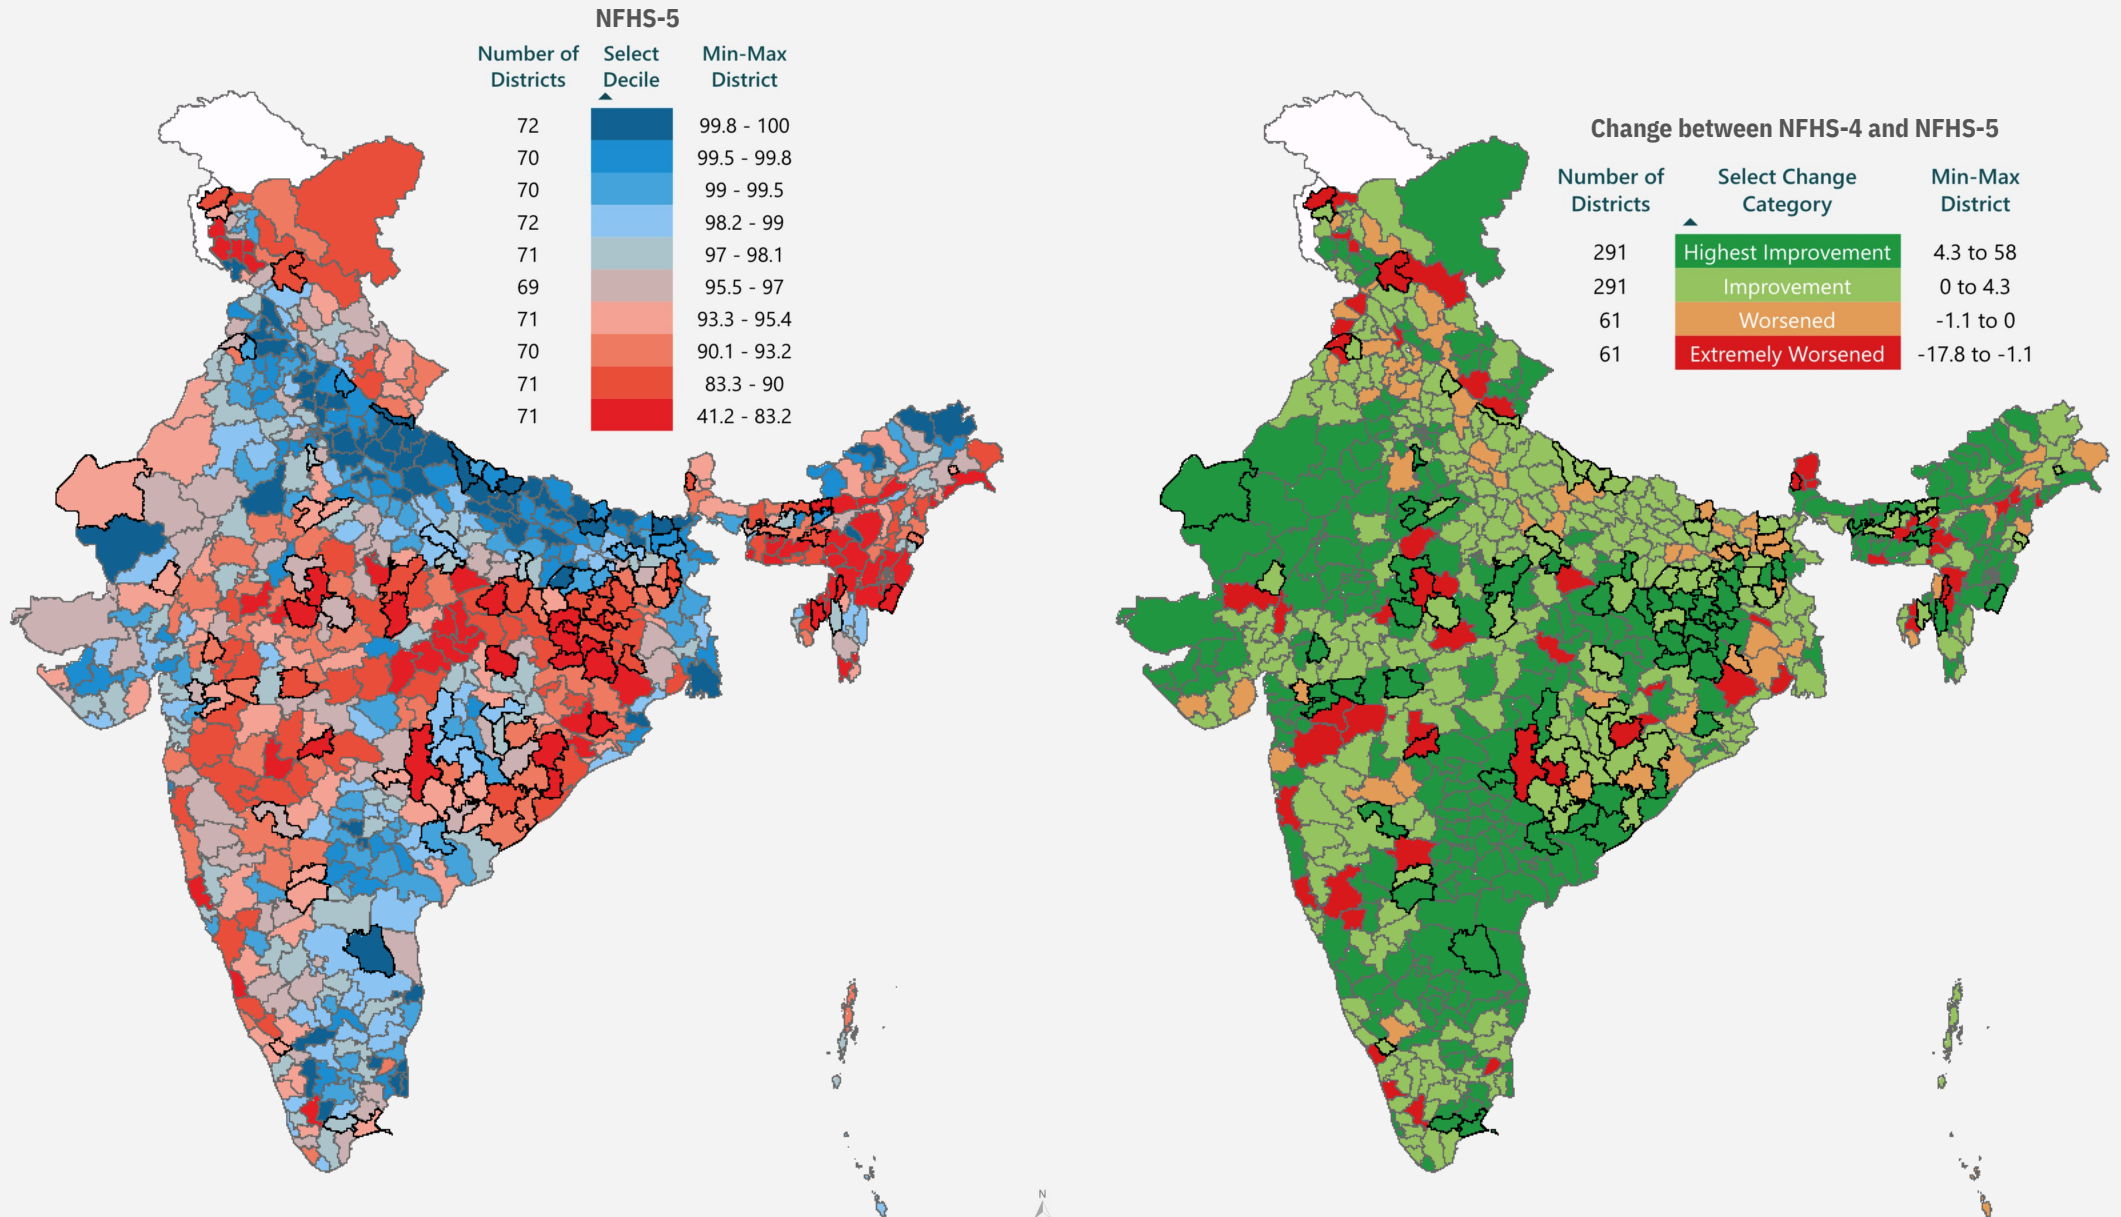 NFHS-5
Number of Districts Select Decile Min-Max District
72 99.8 - 100
70 99.5 - 99.8
70 99 - 99.5
72 98.2 - 99
71 97 - 98.1
69 95.5 - 97
71 93.3 - 95.4
70 90.1 - 93.2
71 83.3 - 90
71 41.2 - 83.2
Change between NFHS-4 and NFHS-5
Number of Districts Select Change Category Min-Max District
291 Highest Improvement 4.3 to 58
291 Improvement 0 to 4.3
61 Worsened -1.1 to 0
61 Extremely Worsened -17.8 to -1.1
N